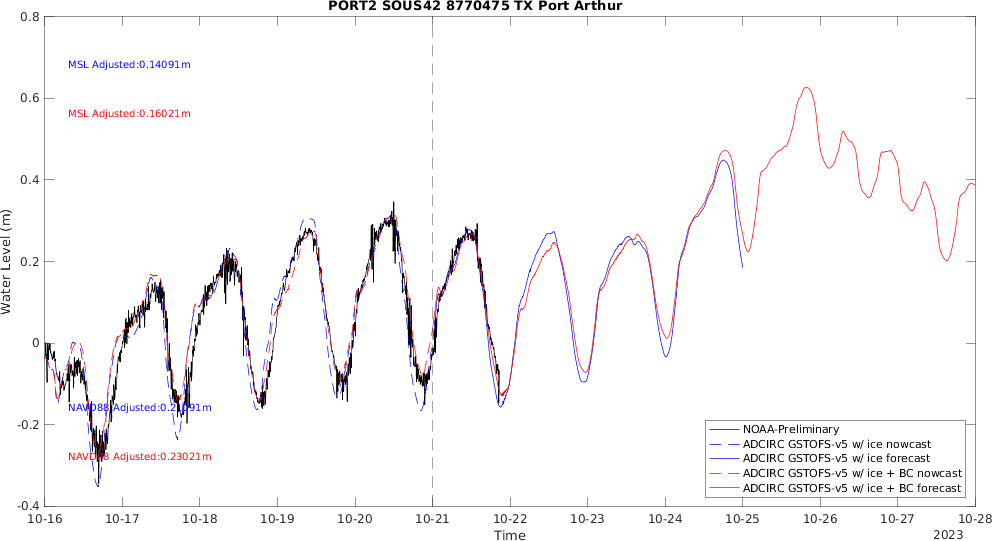 PORT2 SOUS42 8770475 TX Port Arthur
0.8
0.6
0.4
0.2
0
-0.2
-0.4
Water Level (m)
MSL Adjusted:0.14091m
MSL Adjusted:0.16021m
NAVD88 Adjusted:0.21091m
NAVD88 Adjusted:0.23021m
NOAA-Preliminary
ADCIRC GSTOFS-v5 w/ ice nowcast
ADCIRC GSTOFS-v5 w/ ice forecast
ADCIRC GSTOFS-v5 w/ ice + BC nowcast
ADCIRC GSTOFS-v5 w/ ice + BC forecast
10-16 10-17 10-18 10-19 10-20 10-21 10-22 10-23 10-24 10-25 10-26 10-27 10-28
Time
2023